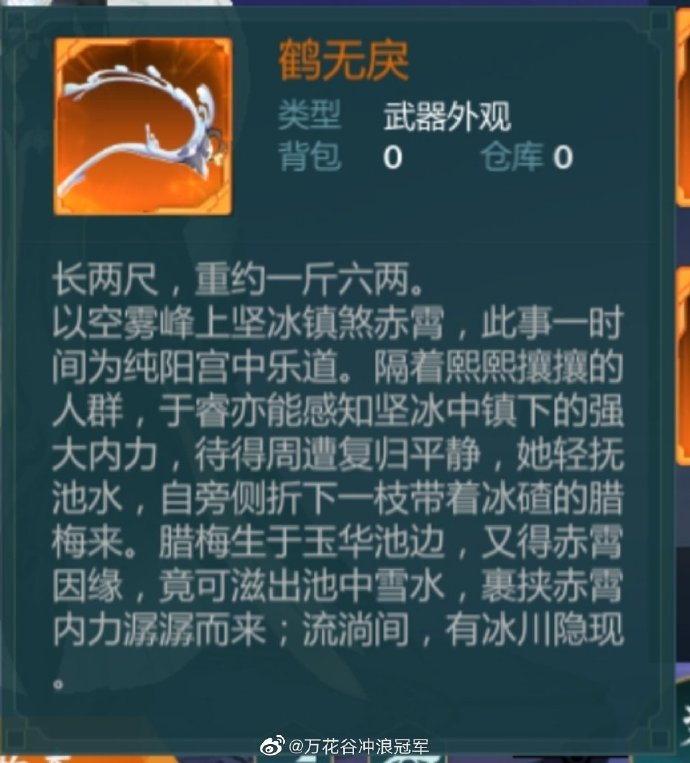 鹤无戾
类型 武器外观
背包 0 仓库 0
长两尺，重约一斤六两。
以空雾峰上坚冰镇煞赤霄，此事一时
间为纯阳宫中乐道。隔着熙熙攘攘的
人群，于睿亦能感知坚冰中镇下的强
大内力，待得周遭复归平静，她轻抚
池水，自旁侧折下一枝带着冰碴的腊
梅来。腊梅生于玉华池边，又得赤霄
因缘，竟可滋出池中雪水，裹挟赤霄
内力潺潺而来；流淌间，有冰川隐现
。
@万花谷冲浪冠军